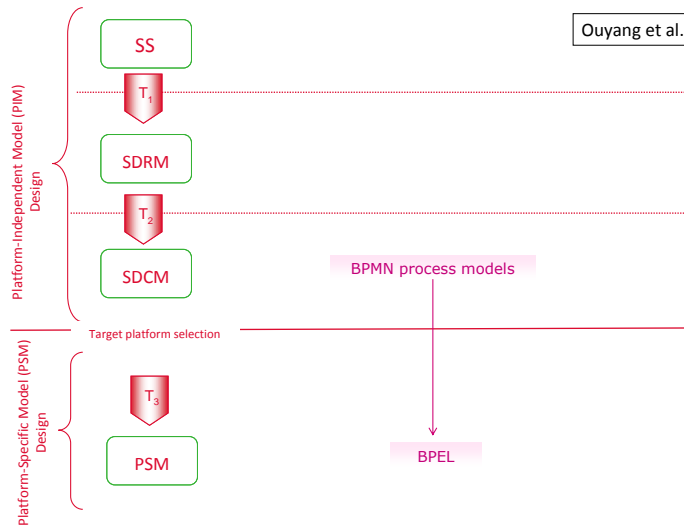 SS
Ouyang et al.
T1
SDRM
T2
SDCM
BPMN process models
Platform-Independent Model (PIM)
Design
Target platform selection
T3
PSM
BPEL
Platform-Specific Model (PSM)
Design